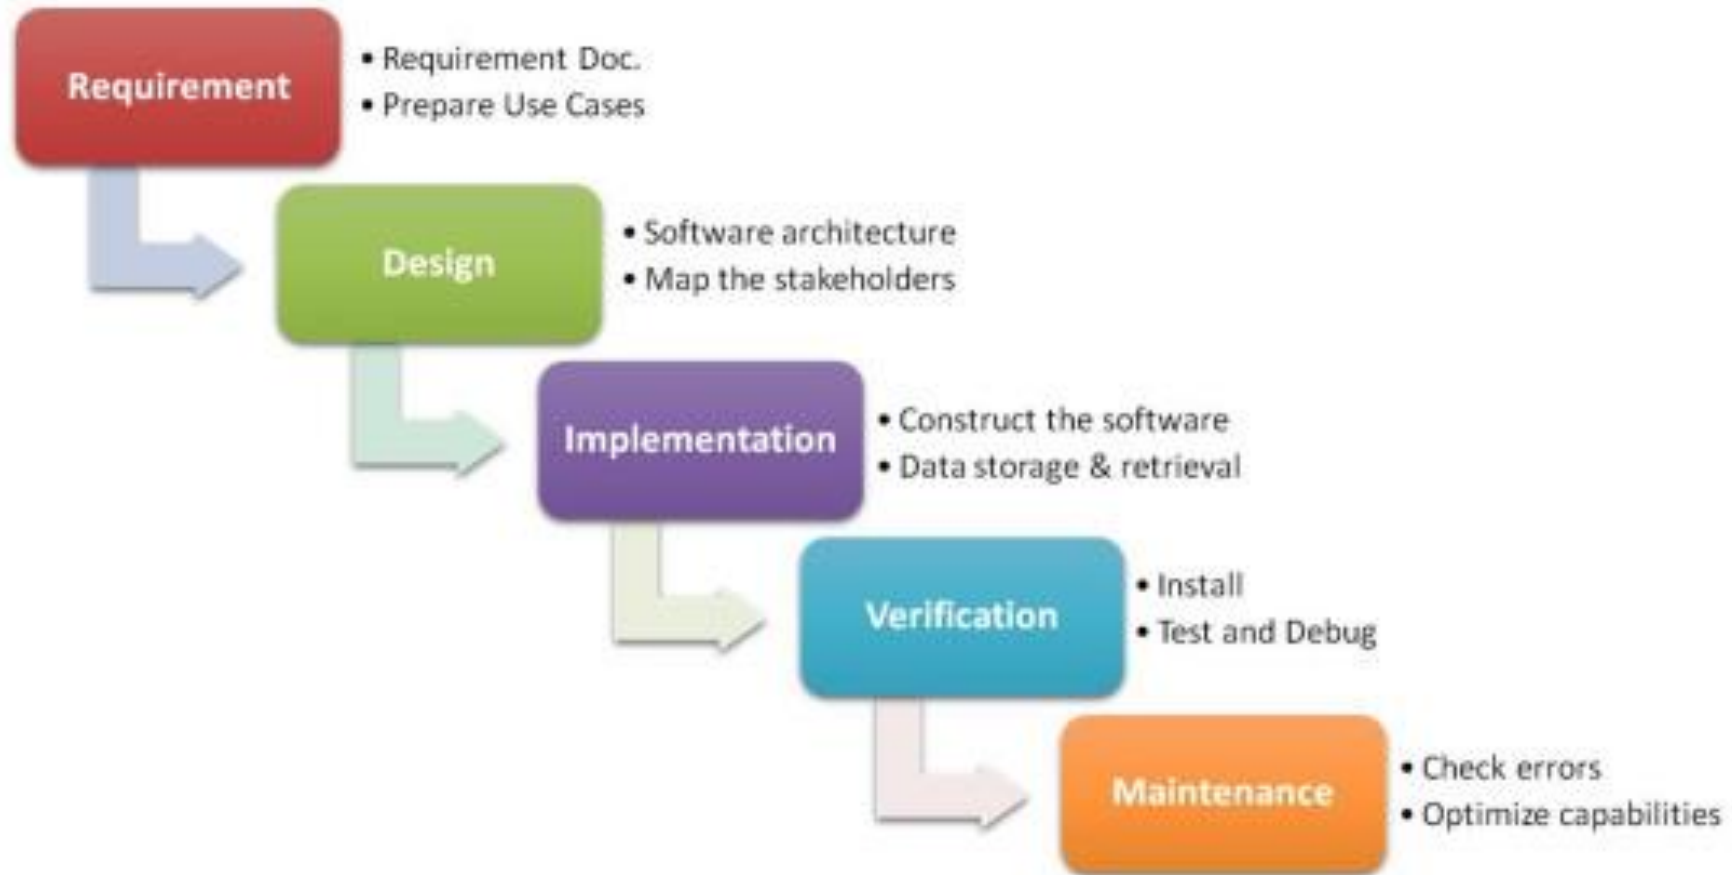 Requirement
• Requirement Doc.
• Prepare Use Cases
Design
• Software architecture
• Map the stakeholders
Implementation
• Construct the software
• Data storage & retrieval
Verification
• Install
• Test and Debug
Maintenance
• Check errors
• Optimize capabilities